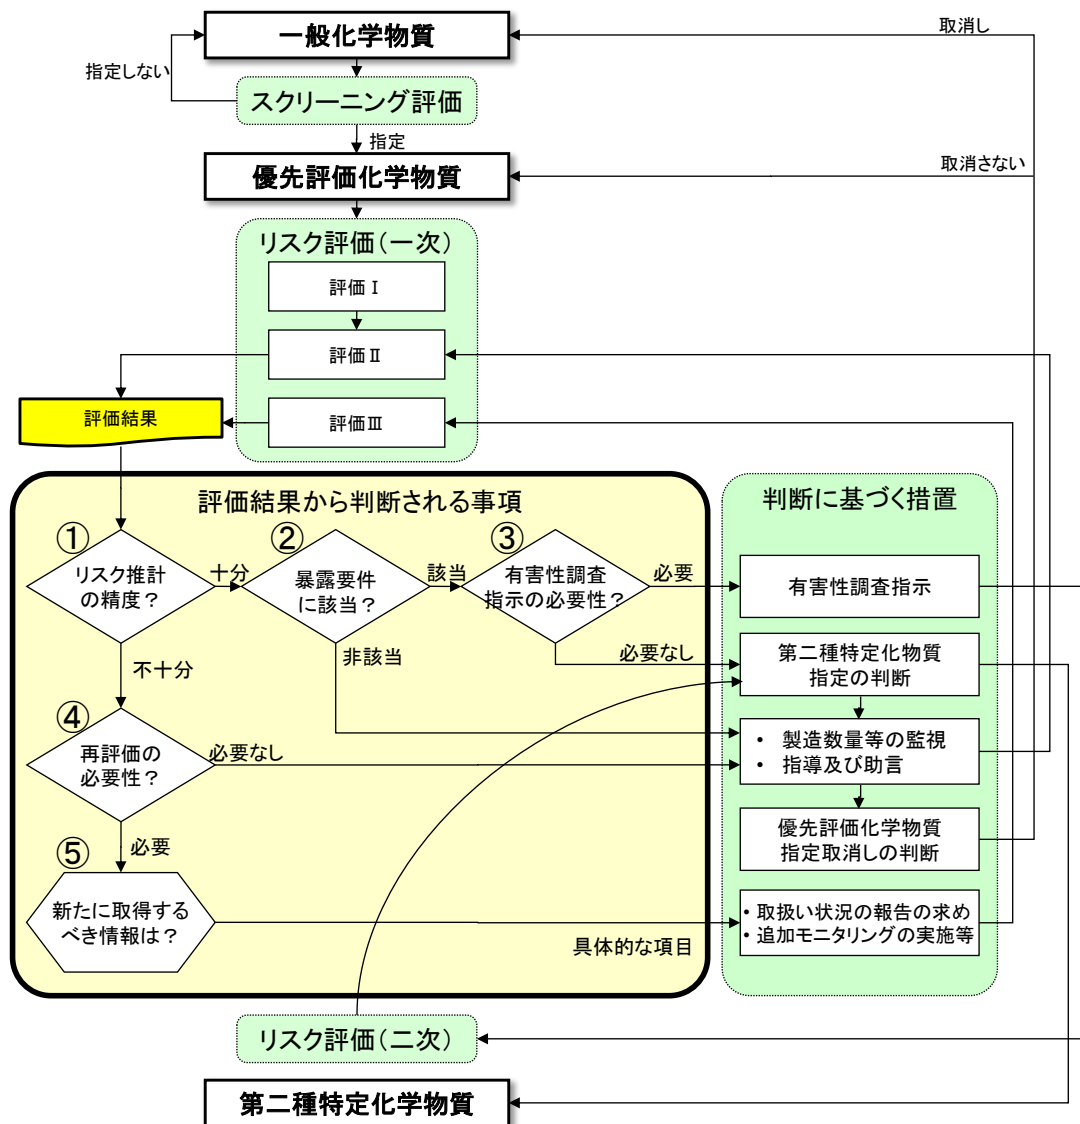 一般化学物質
取消し
指定しない
スクリーニング評価
指定
優先評価化学物質
取消さない
リスク評価(一次)
評価Ⅰ
評価Ⅱ
評価結果
評価Ⅲ
評価結果から判断される事項
判断に基づく措置
①
リスク推計
の精度？
十分
②
暴露要件
に該当？
該当
③
有害性調査
指示の必要性？
必要
有害性調査指示
不十分
非該当
必要なし
第二種特定化物質
指定の判断
④
再評価の
必要性？
必要なし
・ 製造数量等の監視
・ 指導及び助言
必要
優先評価化学物質
指定取消しの判断
⑤
新たに取得する
べき情報は？
具体的な項目
・取扱い状況の報告の求め
・追加モニタリングの実施等
リスク評価(二次)
第二種特定化学物質